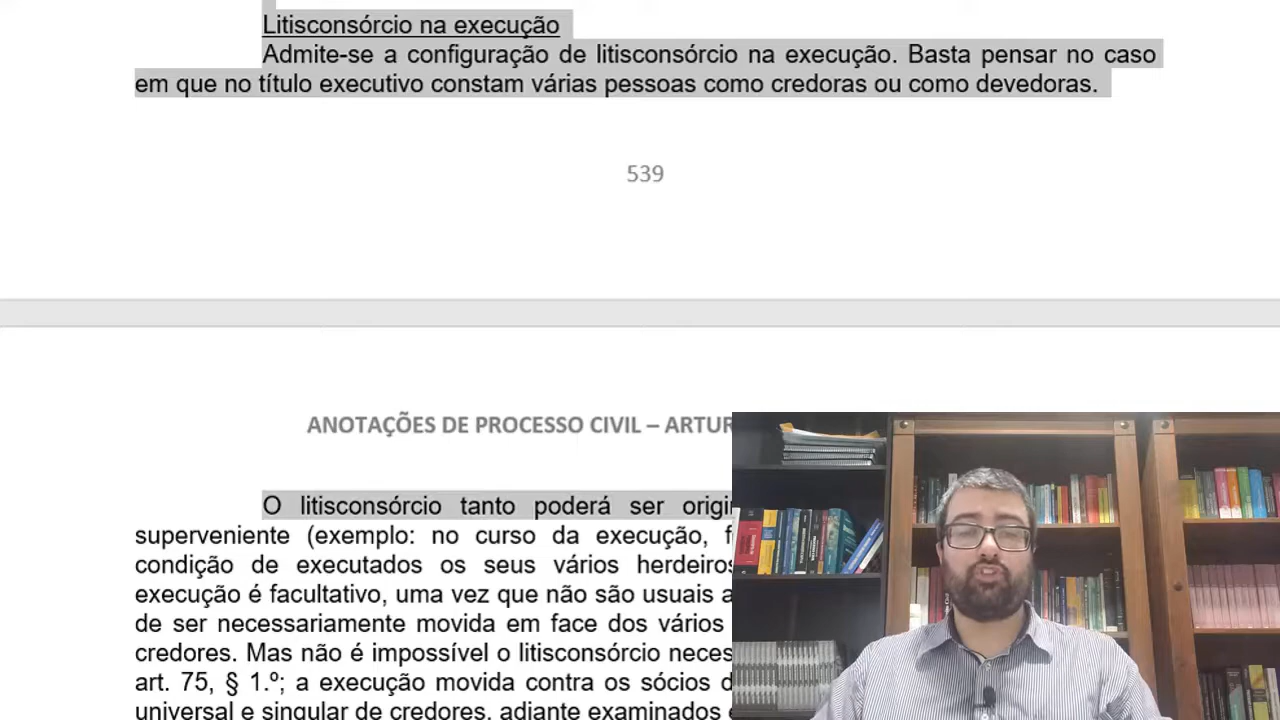 Litisconsórcio na execução
Admite-se a configuração de litisconsórcio na execução. Basta pensar no caso
em que no título executivo constam várias pessoas como credoras ou como devedoras.
539
ANOTAÇÕES DE PROCESSO CIVIL – ARTUR
O litisconsórcio tanto poderá ser
superveniente (exemplo: no curso da execução,
condição de executados os seus vários herdeiros
execução é facultativo, uma vez que não são usuais
de ser necessariamente movida em face dos vários
credores. Mas não é impossível o litisconsórcio
art. 75, § 1.º; a execução movida contra os sócios
universal e singular de credores, adiante examinados